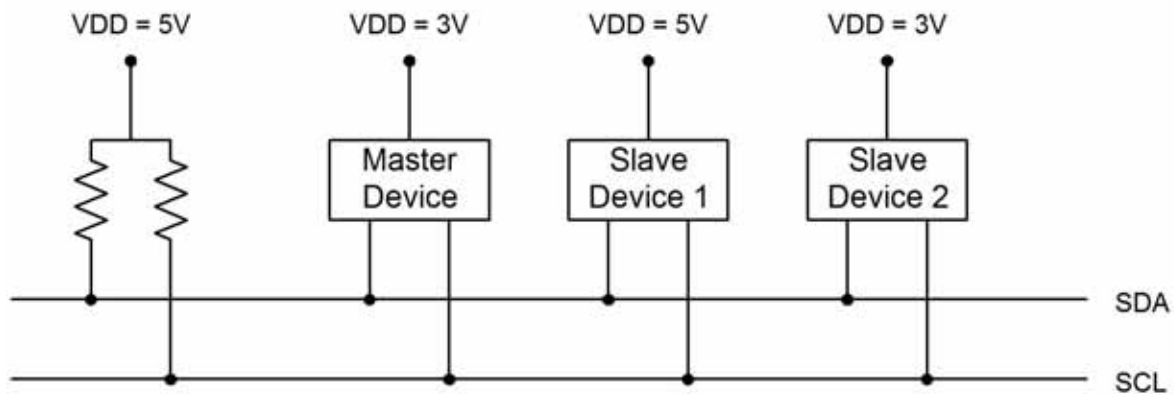 VDD = 5V
VDD = 3V
VDD = 5V
VDD = 3V
Master
Device
Slave
Device 1
Slave
Device 2
SDA
SCL